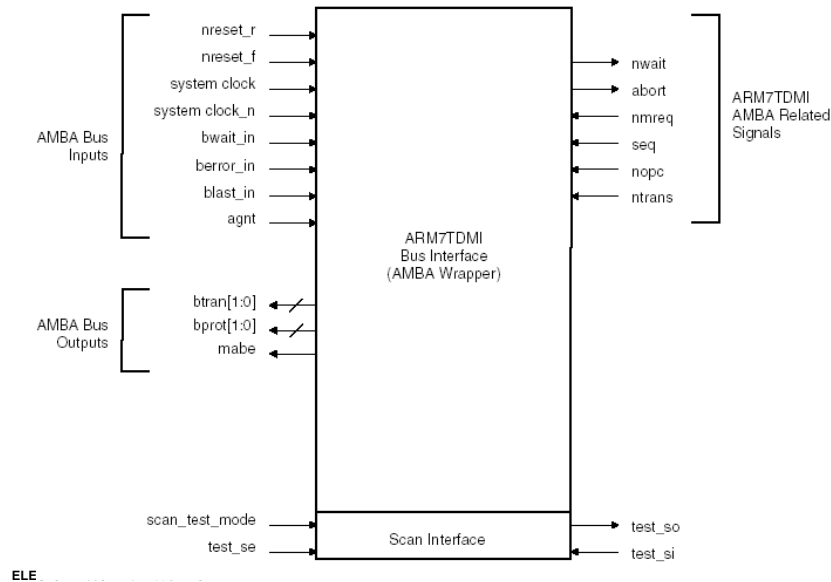 nreset_r
nreset_f
system clock
system clock_n
bwait_in
berror_in
blast_in
agnt
AMBA Bus
Inputs
btran[1:0]
bprot[1:0]
mabe
AMBA Bus
Outputs
ARM7TDMI
Bus Interface
(AMBA Wrapper)
nwait
abort
nmreq
seq
nopc
ntrans
ARM7TDMI
AMBA Related
Signals
scan_test_mode
test_se
Scan Interface
test_so
test_si
ELE